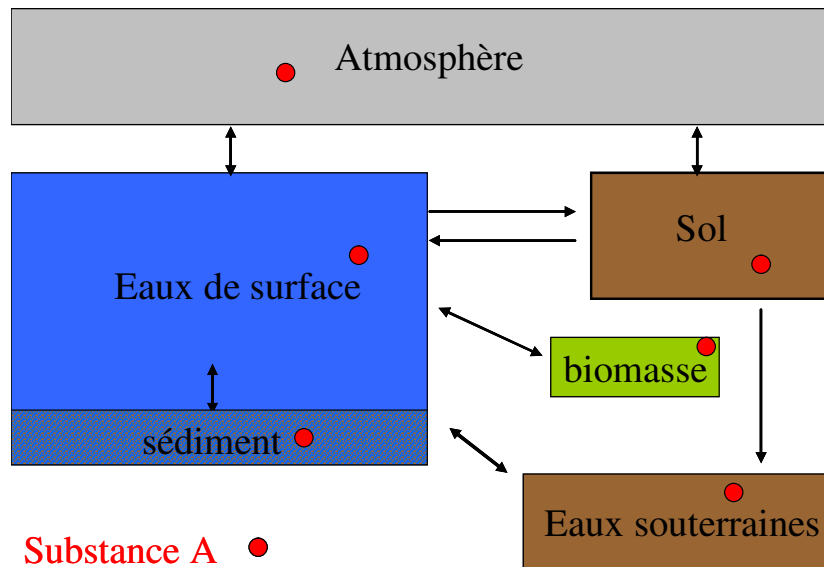 Atmosphère
Sol
Eaux de surface
biomasse
sédiment
Eaux souterraines
Substance A